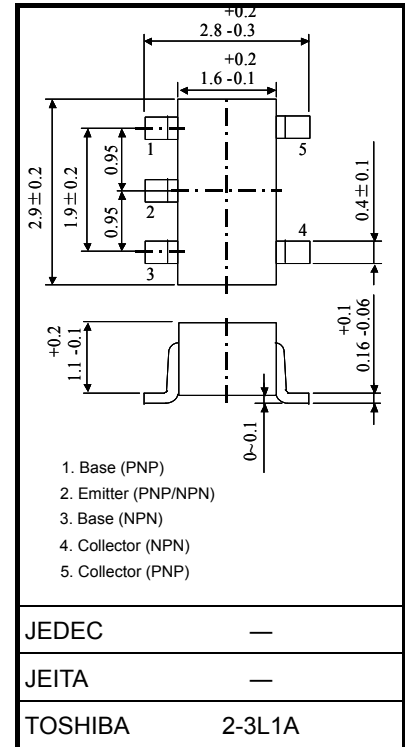 +0.2
2.8 -0.3
+0.2
1.6 -0.1
1
5
0.95
2.9±0.2
1.9±0.2
2
0.95
0.4±0.1
4
3
+0.2
1.1 -0.1
+0.1
0.16 -0.06
0~0.1
1. Base (PNP)
2. Emitter (PNP/NPN)
3. Base (NPN)
4. Collector (NPN)
5. Collector (PNP)
JEDEC —
JEITA —
TOSHIBA 2-3L1A